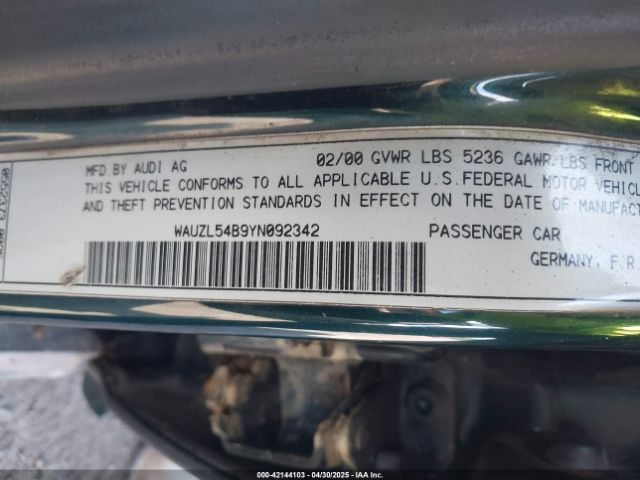 MFD.BY AUDI AG 02/00 GVWR LBS 5236 GAWR-LBS FRONT
THIS VEHICLE CONFORMS TO ALL APPLICABLE U.S.FEDERAL MOTOR VEHIC
AND THEFT PREVENTION STANDARDS IN EFFECT ON THE DATE OF MANUFACT
WAUZL54B9YN092342 PASSENGER CAR
GERMANY, F.R.
000-42144103 | 04/30/2025 - IAA Inc.